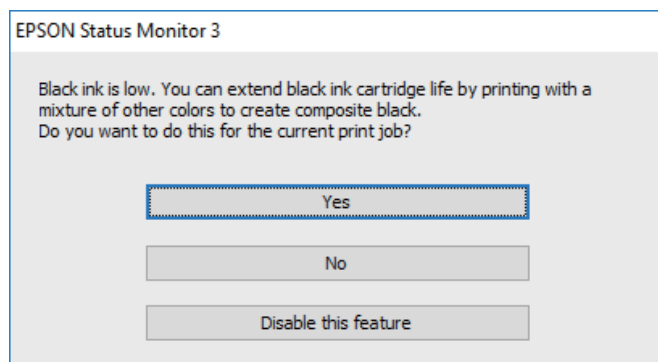 EPSON Status Monitor 3
Black ink is low. You can extend black ink cartridge life by printing with a
mixture of other colors to create composite black.
Do you want to do this for the current print job?
Yes
No
Disable this feature